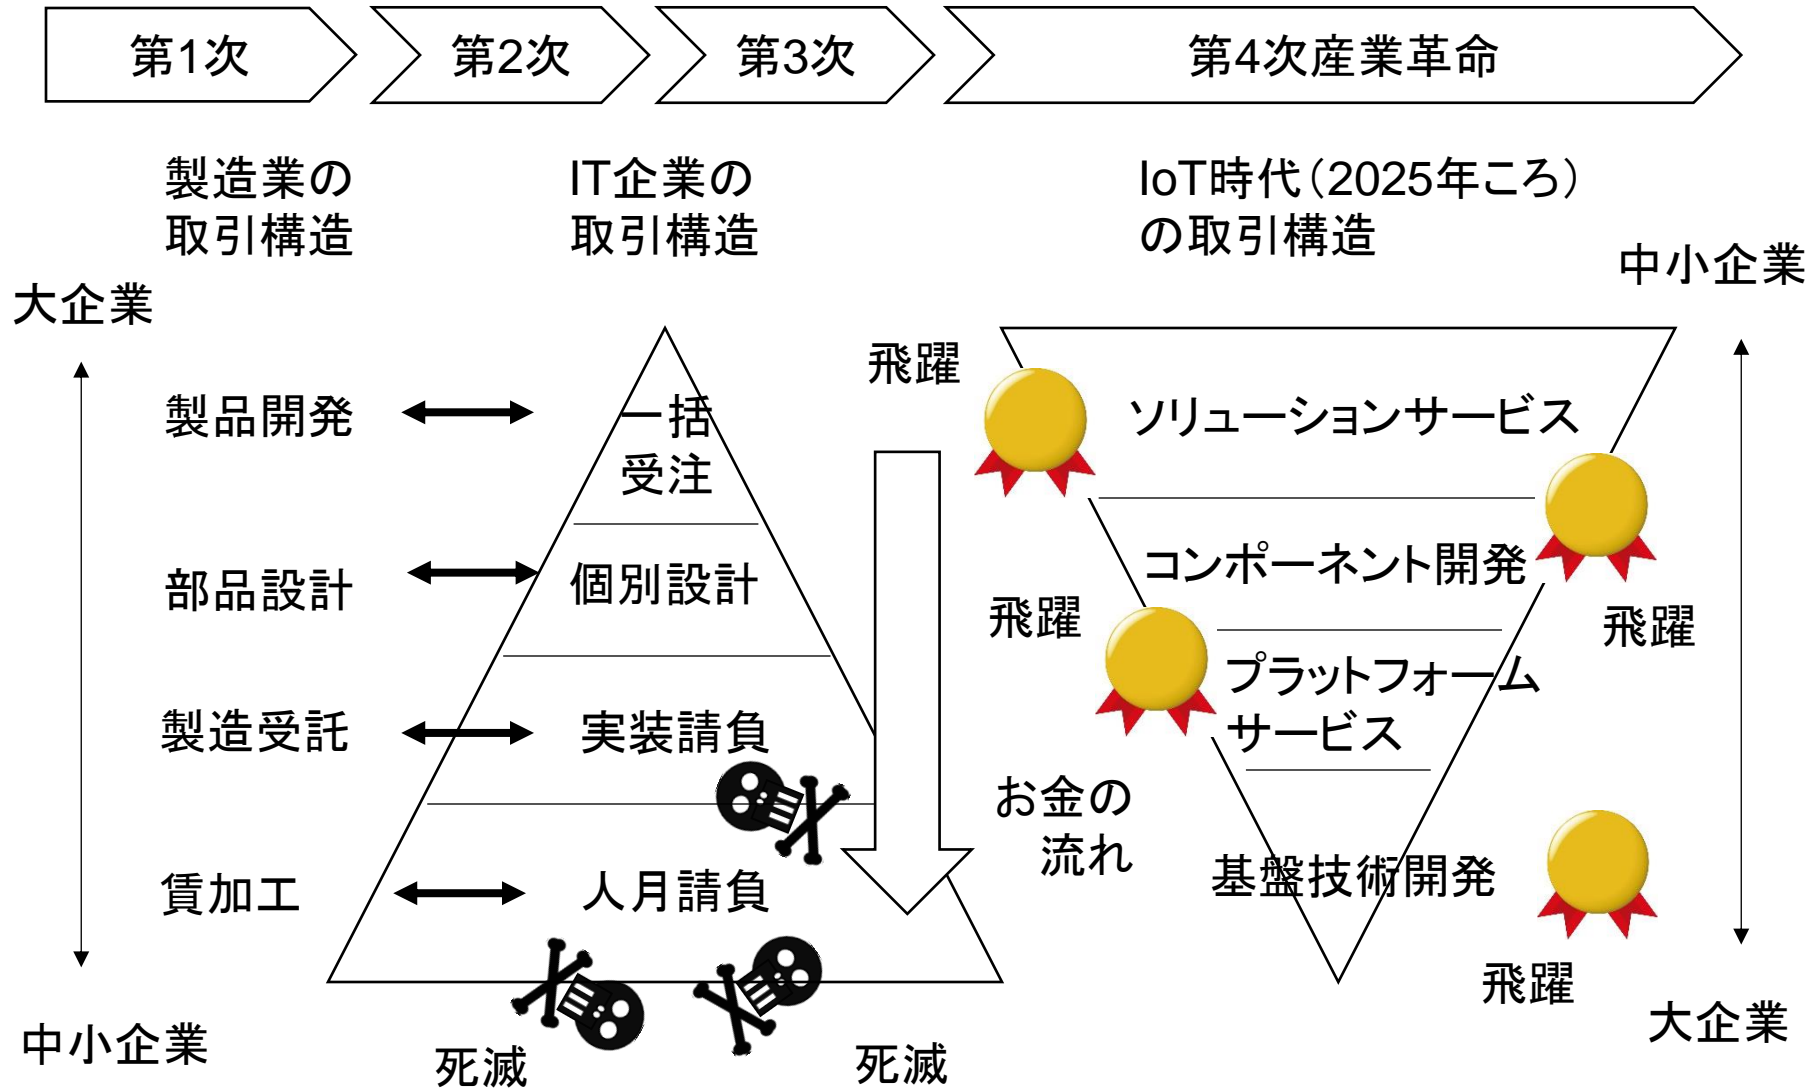 第1次
第2次
第3次
第4次産業革命
製造業の
取引構造
IT企業の
取引構造
IoT時代（2025年ころ）
の取引構造
大企業
中小企業
製品開発
部品設計
製造受託
賃加工
中小企業
一括
受注
個別設計
実装請負
人月請負
死滅
死滅
お金の
流れ
飛躍
飛躍
飛躍
飛躍
ソリューションサービス
コンポーネント開発
プラットフォーム
サービス
基盤技術開発
大企業